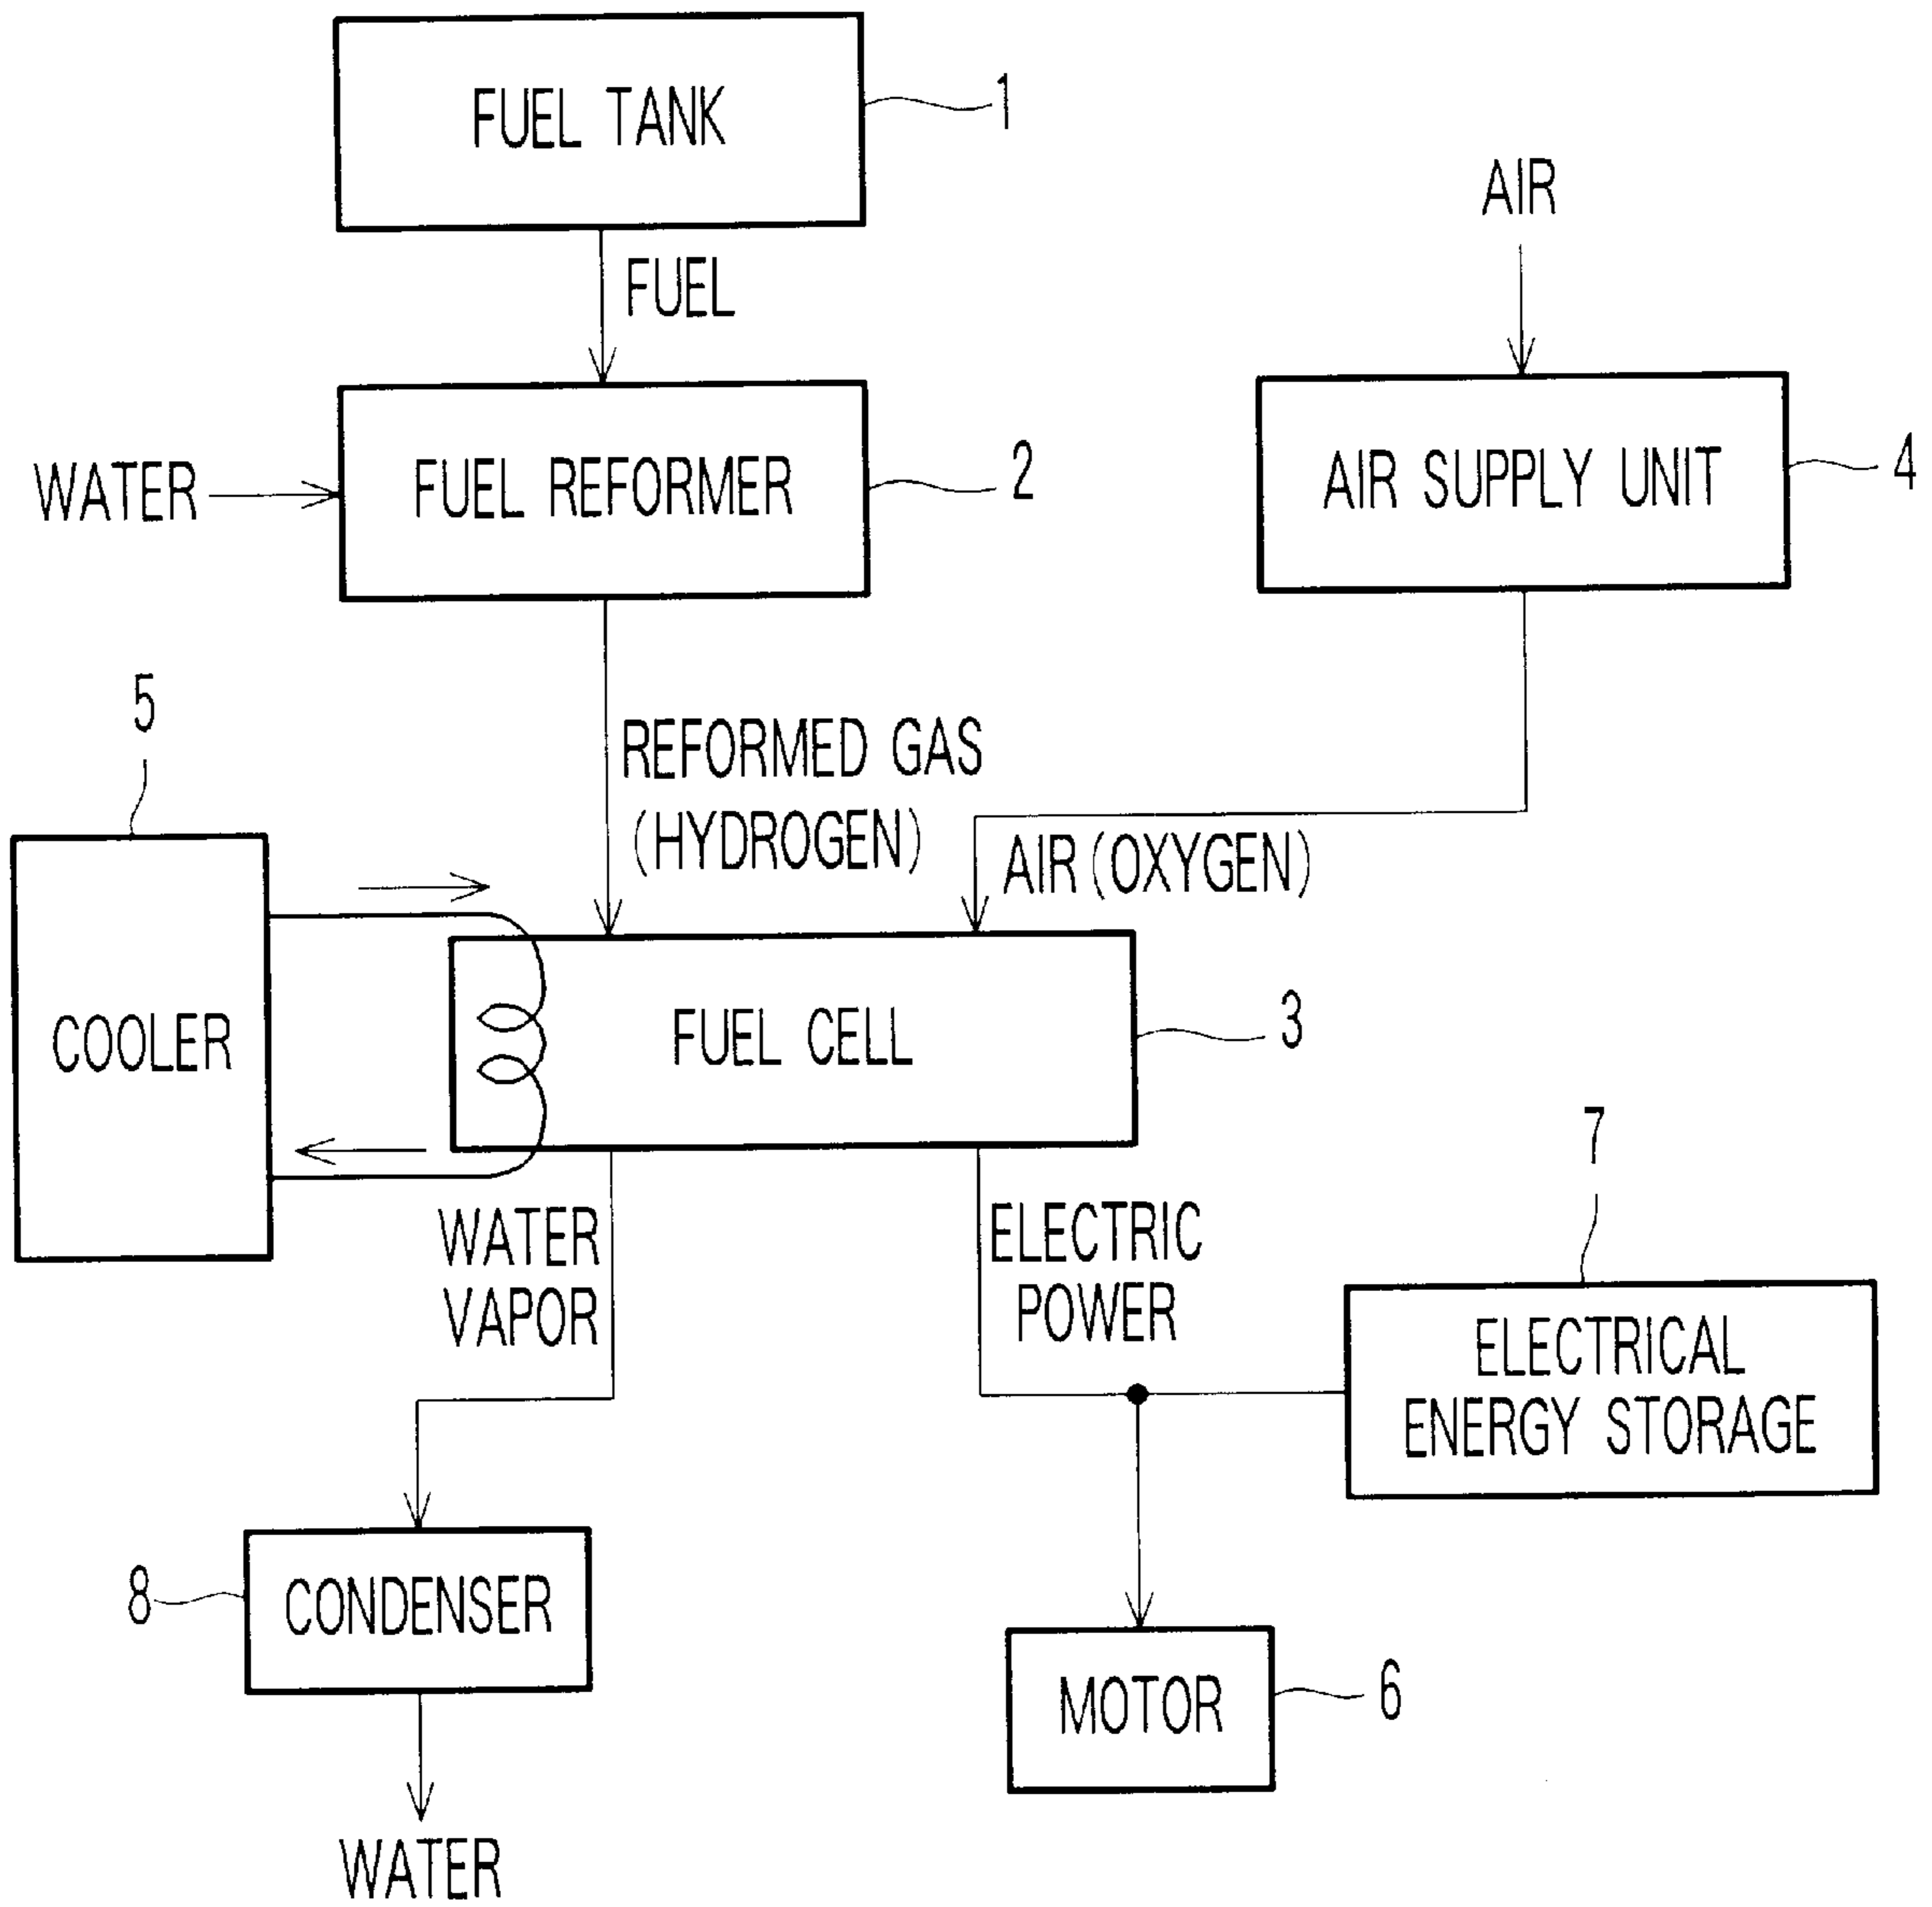 FUEL TANK
1
AIR
FUEL
WATER
FUEL REFORMER
2
AIR SUPPLY UNIT
4
5
REFORMED GAS
(HYDROGEN)
AIR (OXYGEN)
COOLER
FUEL CELL
3
7
WATER
VAPOR
ELECTRIC
POWER
ELECTRICAL
ENERGY STORAGE
8
CONDENSER
MOTOR
6
WATER